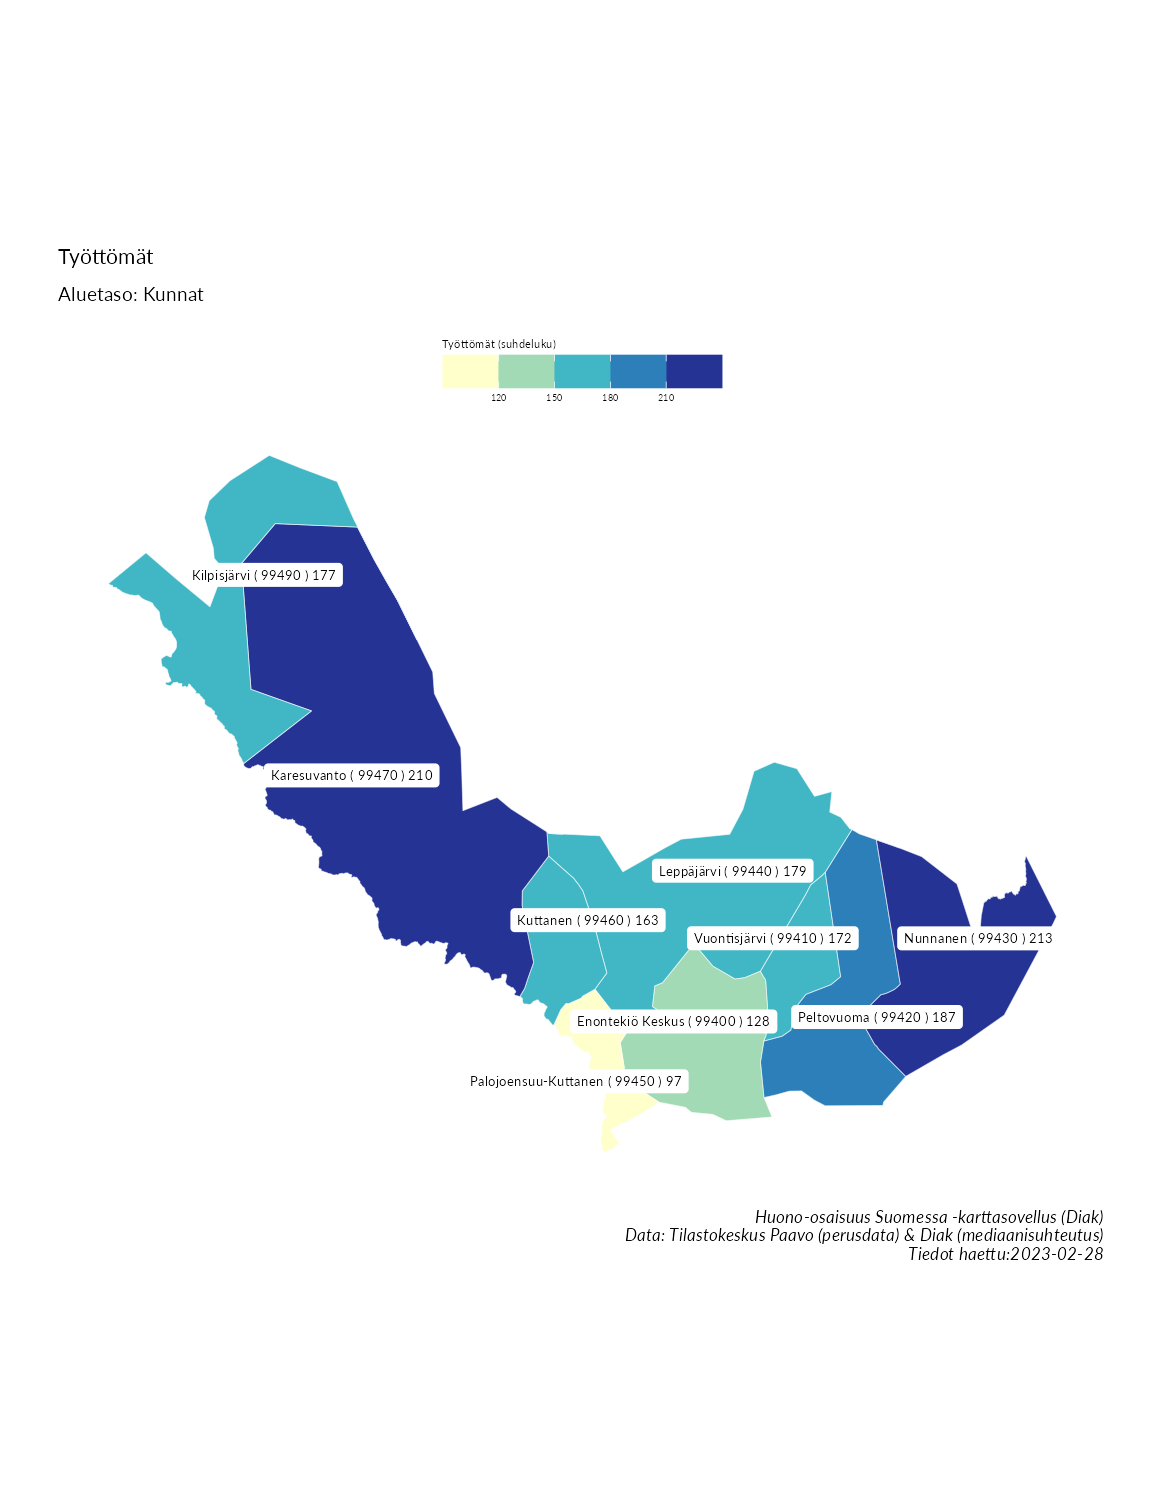 Työttömät
Aluetaso: Kunnat
Työttömät (suhdeluku)
120 150 180 210
Kilpisjärvi ( 99490 ) 177
Karesuvanto ( 99470 ) 210
Leppäjärvi ( 99440 ) 179
Kuttanen ( 99460 ) 163
Vuontisjärvi ( 99410 ) 172
Nunnanen ( 99430 ) 213
Enontekiö Keskus ( 99400 ) 128
Peltovuoma ( 99420 ) 187
Palojoensuu-Kuttanen ( 99450 ) 97
Huono-osaisuus Suomessa -karttasovellus (Diak)
Data: Tilastokeskus Paavo (perusdata) & Diak (mediaanisuhteutus)
Tiedot haettu:2023-02-28